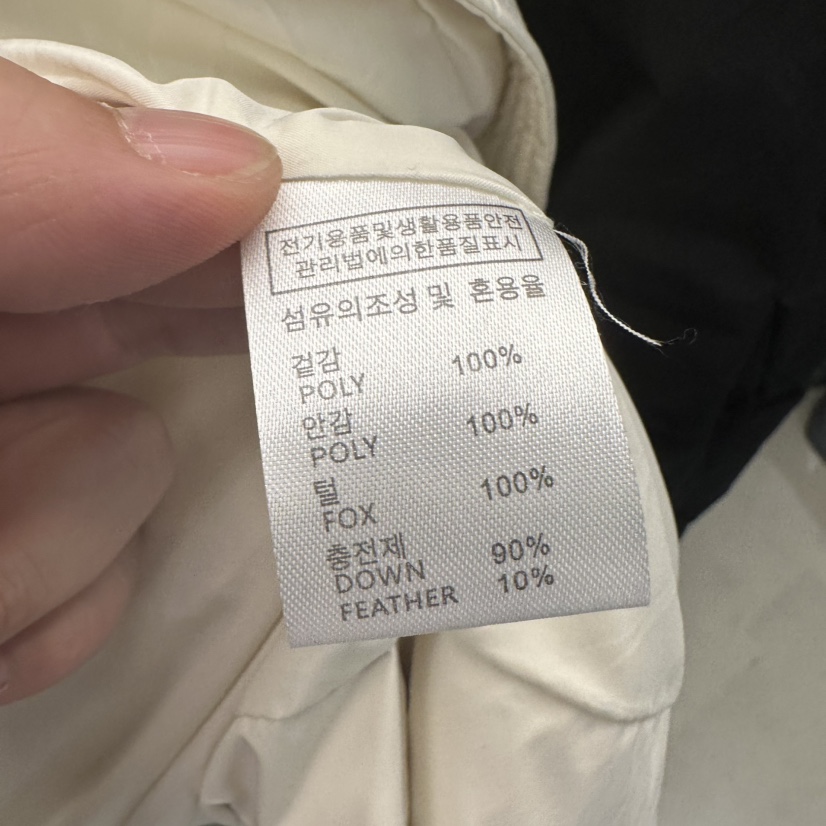 전기용품및생활용품안전
관리법에의한품질표시
섬유의조성 및 혼용율
겉감 100%
POLY
안감 100%
POLY
털 100%
FOX
충전제 90%
DOWN 10%
FEATHER